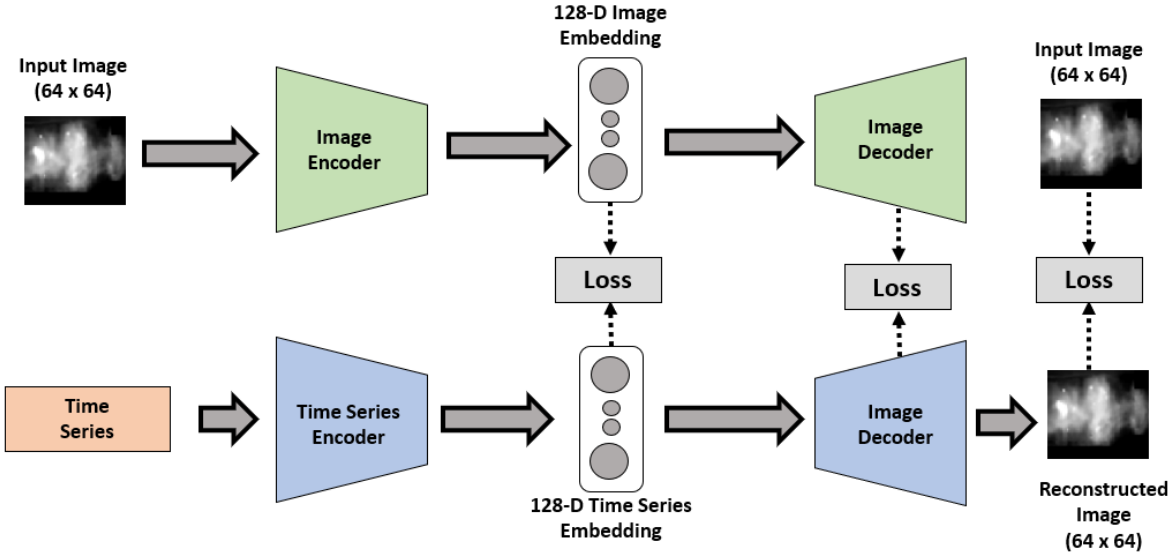 128-D Image
Embedding
Input Image
(64 x 64)
Input Image
(64 x 64)
Image
Encoder
Image
Decoder
Loss
Loss
Loss
Time
Series
Time Series
Encoder
Image
Decoder
128-D Time Series
Embedding
Reconstructed
Image
(64 x 64)